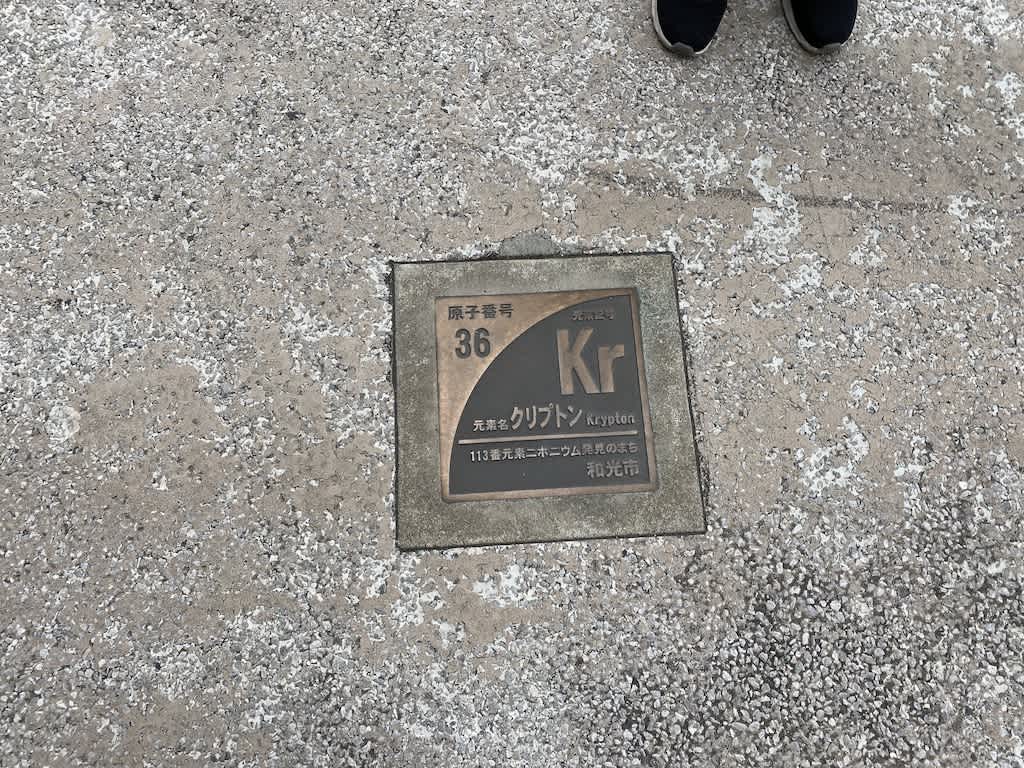 原子番号
36
元素記号
Kr
元素名 クリプトン Krypton
113番元素ニホニウム発見のまち
和光市